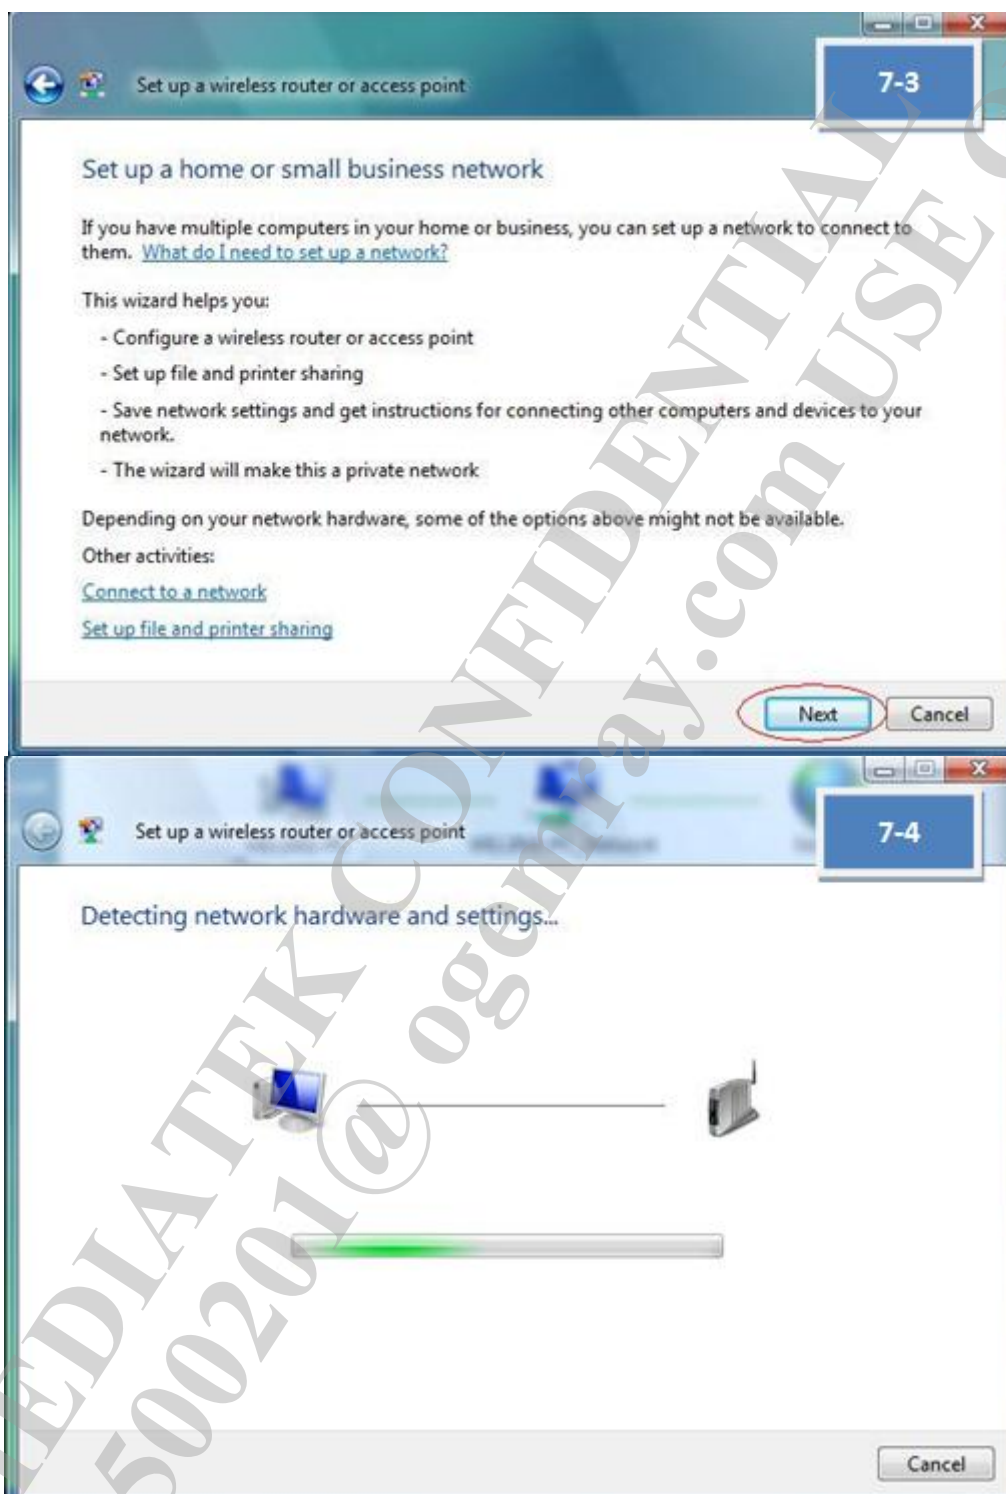 Set up a wireless router or access point
7-3
Set up a home or small business network
If you have multiple computers in your home or business, you can set up a network to connect to
them. What do I need to set up a network?
This wizard helps you:
- Configure a wireless router or access point
- Set up file and printer sharing
- Save network settings and get instructions for connecting other computers and devices to your
network.
- The wizard will make this a private network
Depending on your network hardware, some of the options above might not be available.
Other activities:
Connect to a network
Set up file and printer sharing
Next
Cancel
Set up a wireless router or access point
7-4
Detecting network hardware and settings...
Cancel
CONFIDENTIAL
ogemray.com USE